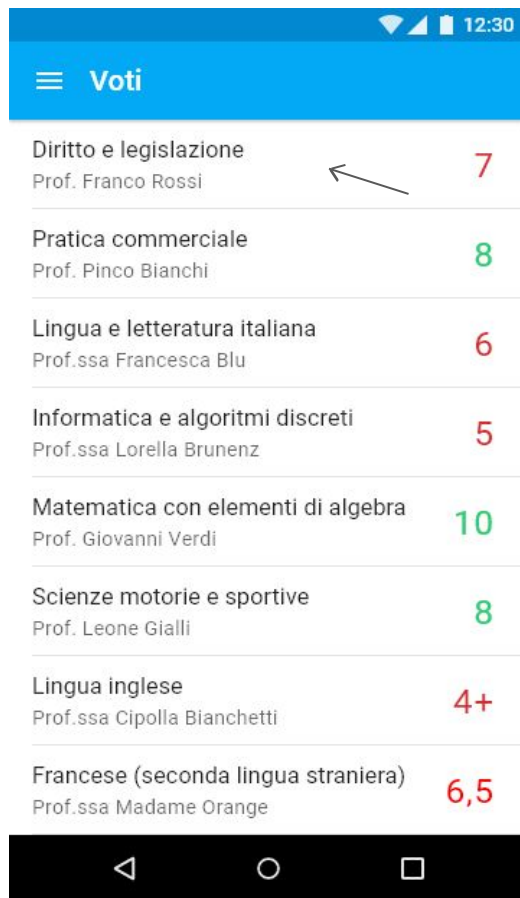 12:30
Voti
Diritto e legislazione
7
Prof. Franco Rossi
Pratica commerciale
8
Prof. Pinco Bianchi
Lingua e letteratura italiana
6
Prof.ssa Francesca Blu
Informatica e algoritmi discreti
5
Prof.ssa Lorella Brunenz
Matematica con elementi di algebra
10
Prof. Giovanni Verdi
Scienze motorie e sportive
8
Prof. Leone Gialli
Lingua inglese
4+
Prof.ssa Cipolla Bianchetti
Francese (seconda lingua straniera)
6,5
Prof.ssa Madame Orange